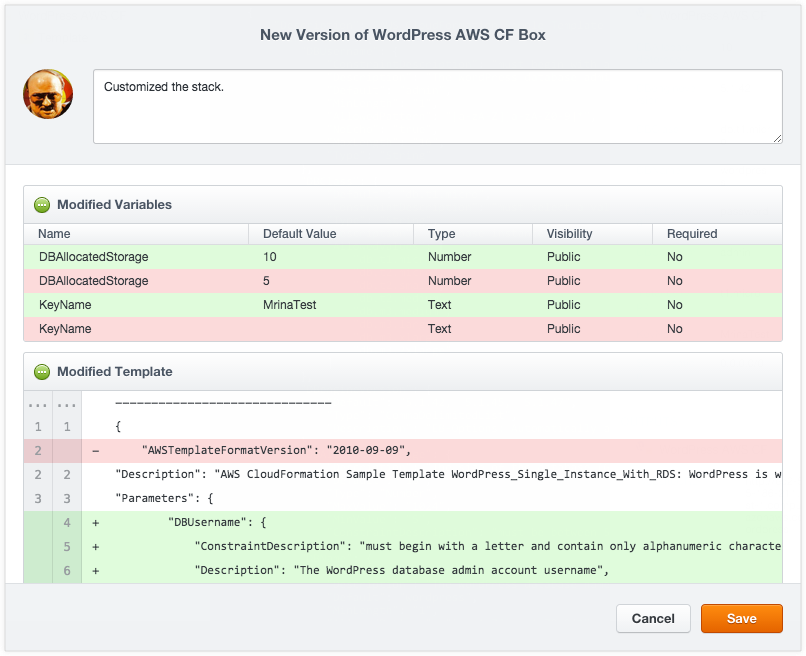 New Version of WordPress AWS CF Box
Customized the stack.
Modified Variables
Name Default Value Type Visibility Required
DBAllocatedStorage 10 Number Public No
DBAllocatedStorage 5 Number Public No
KeyName MrinaTest Text Public No
KeyName Text Public No
Modified Template
... ... ------------------------------
1 1 {
2 - "AWSTemplateFormatVersion": "2010-09-09",
2 2 "Description": "AWS CloudFormation Sample Template WordPress_Single_Instance_With_RDS: WordPress is w
3 3 "Parameters": {
4 + "DBUsername": {
5 + "ConstraintDescription": "must begin with a letter and contain only alphanumeric characte
6 + "Description": "The WordPress database admin account username",
Cancel Save